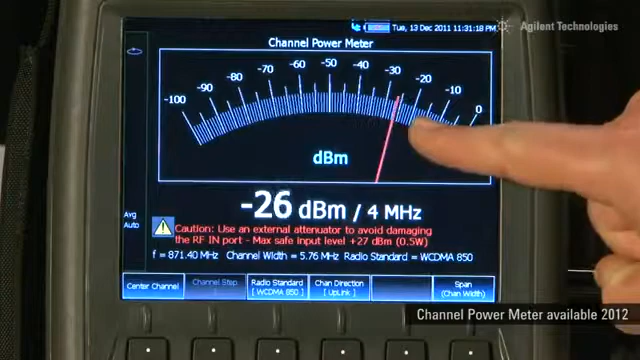 Tue, 13 Dec 2011 11:31:18 PM
Agilent Technologies
Channel Power Meter
-100 -90 -80 -70 -60 -50 -40 -30 -20 -10 0
dBm
-26 dBm / 4 MHz
Avg
Auto
Caution: Use an external attenuator to avoid damaging
the RF IN port - Max safe input level +27 dBm (0.5W)
f = 871.40 MHz Channel Width = 5.76 MHz Radio Standard = WCDMA 850
Center Channel
Channel Step
1
Radio Standard
[ WCDMA 850 ]
Chan Direction
[ UpLink ]
Span
(Chan Width)
Channel Power Meter available 2012